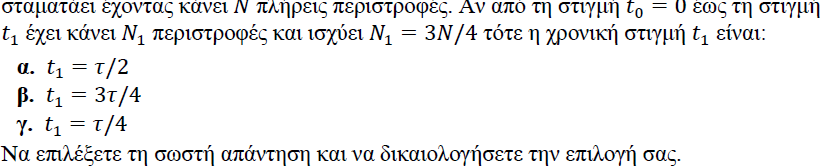 σταματάει έχοντας κάνει N πλήρεις περιστροφές. Αν από τη στιγμή t₀ = 0 έως τη στιγμή
t₁ έχει κάνει N₁ περιστροφές και ισχύει N₁ = 3N/4 τότε η χρονική στιγμή t₁ είναι:
α. t₁ = τ/2
β. t₁ = 3τ/4
γ. t₁ = τ/4
Να επιλέξετε τη σωστή απάντηση και να δικαιολογήσετε την επιλογή σας.